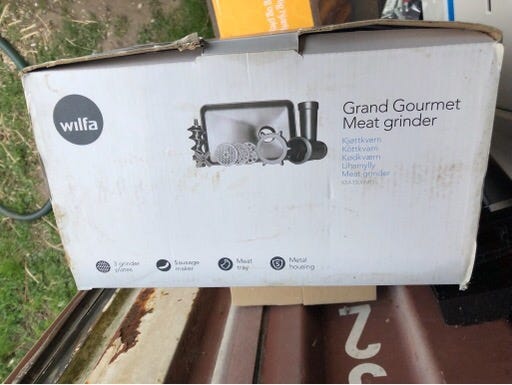 wilfa
Grand Gourmet
Meat grinder
Kjøttkvern
Köttkvarn
Kødkværn
Lihamylly
Meat grinder
3 grinder
plates
Sausage
maker
Meat
tray
Metal
housing